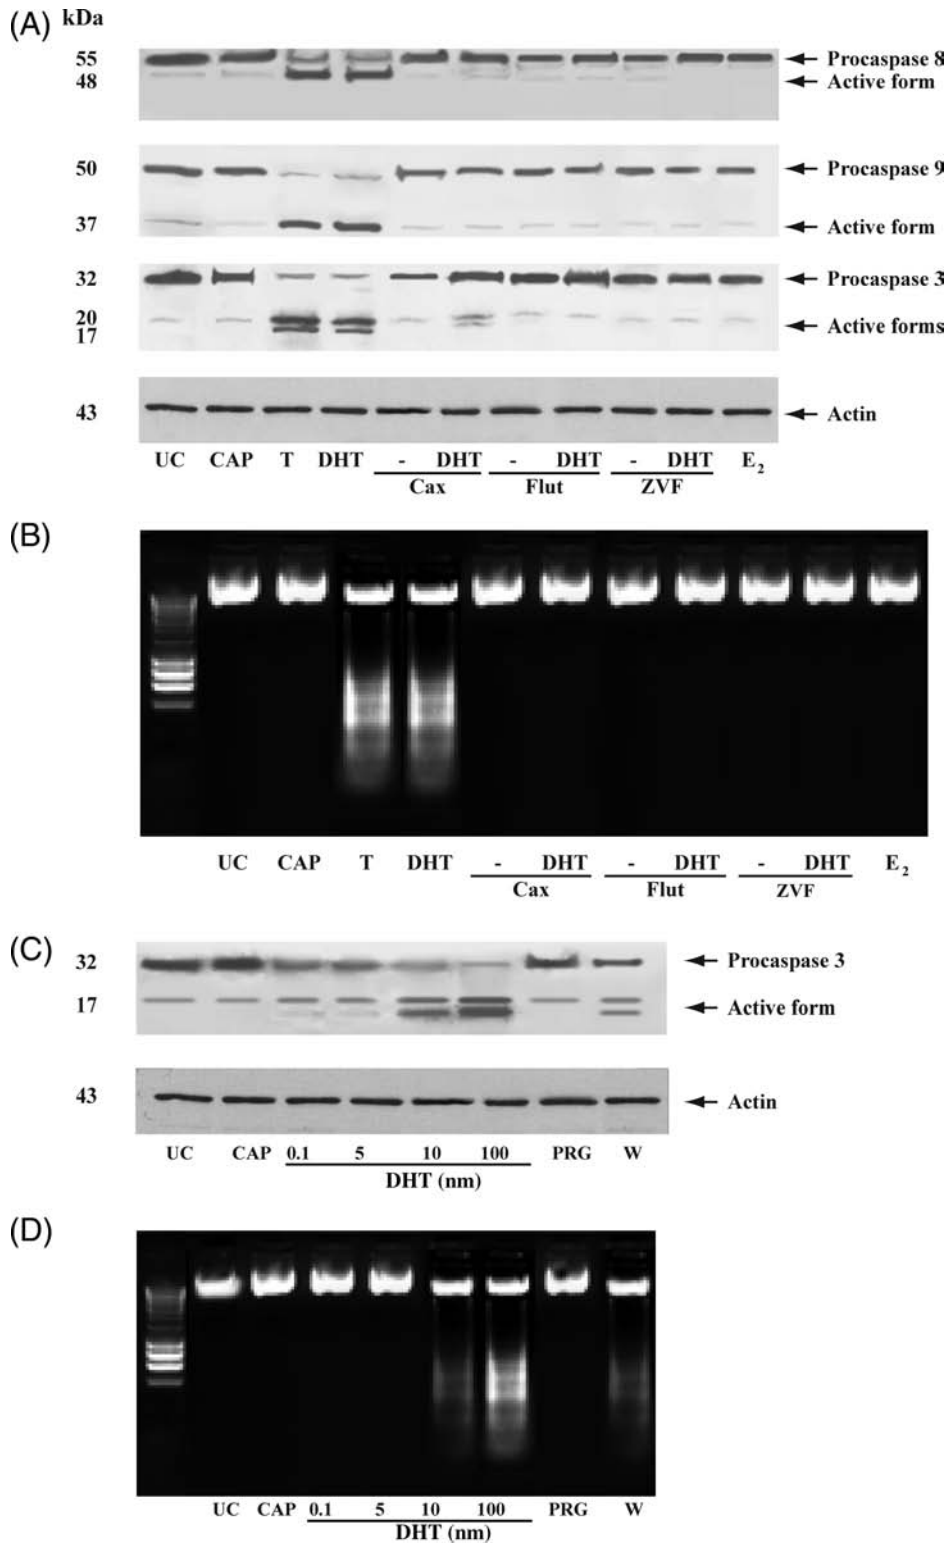 (A) kDa
55 Procaspase 8
48 Active form
50 Procaspase 9
37 Active form
32 Procaspase 3
20
17 Active forms
43 Actin
UC CAP T DHT - DHT - DHT - DHT E2
Cax Flut ZVF
(B)
UC CAP T DHT - DHT - DHT - DHT E2
Cax Flut ZVF
(C)
32 Procaspase 3
17 Active form
43 Actin
UC CAP 0.1 5 10 100 PRG W
DHT (nm)
(D)
UC CAP 0.1 5 10 100 PRG W
DHT (nm)